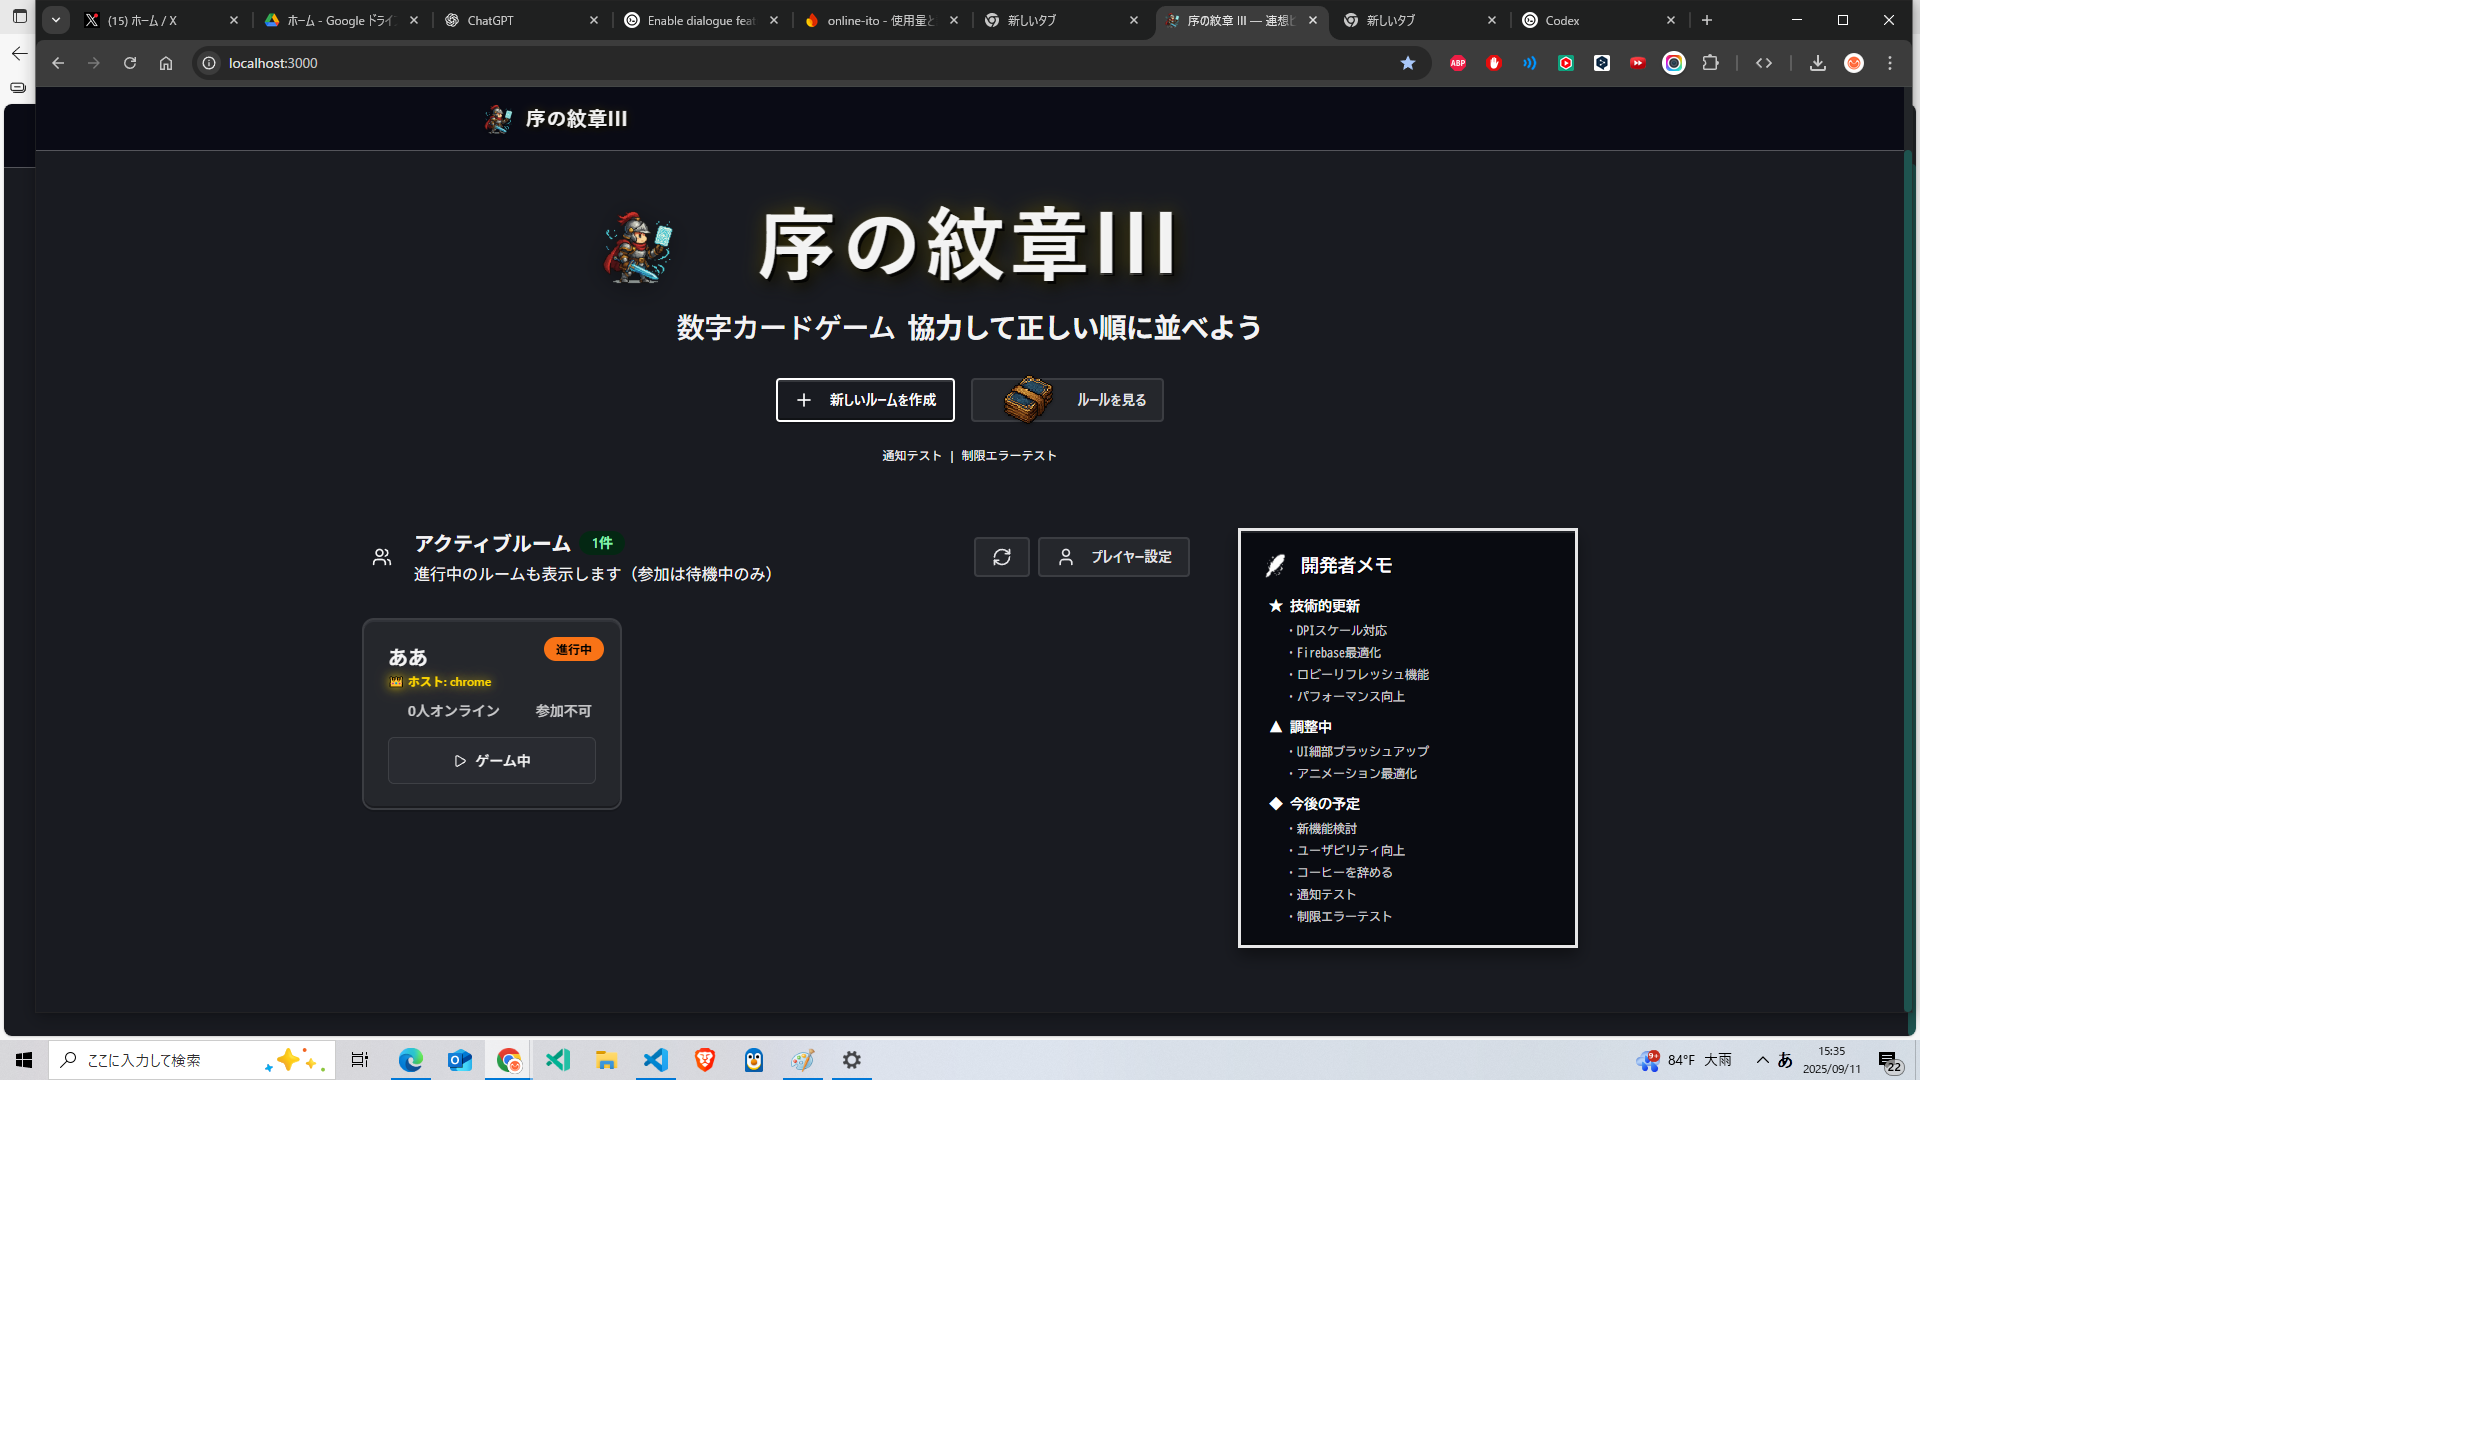 (15) ホーム / X
ホーム - Google ドライ
ChatGPT
Enable dialogue feat
online-ito - 使用量と
新しいタブ
序の紋章 III — 連想ヒ
新しいタブ
Codex
localhost:3000
ABP
序の紋章III
序の紋章III
数字カードゲーム 協力して正しい順に並べよう
新しいルームを作成
ルールを見る
通知テスト | 制限エラーテスト
アクティブルーム 1件
進行中のルームも表示します（参加は待機中のみ）
プレイヤー設定
ああ
進行中
ホスト: chrome
0人オンライン 参加不可
ゲーム中
開発者メモ
★ 技術的更新
・DPIスケール対応
・Firebase最適化
・ロビーリフレッシュ機能
・パフォーマンス向上
▲ 調整中
・UI細部ブラッシュアップ
・アニメーション最適化
◆ 今後の予定
・新機能検討
・ユーザビリティ向上
・コーヒーを辞める
・通知テスト
・制限エラーテスト
ここに入力して検索
9+
84°F 大雨
あ
15:35
2025/09/11
22